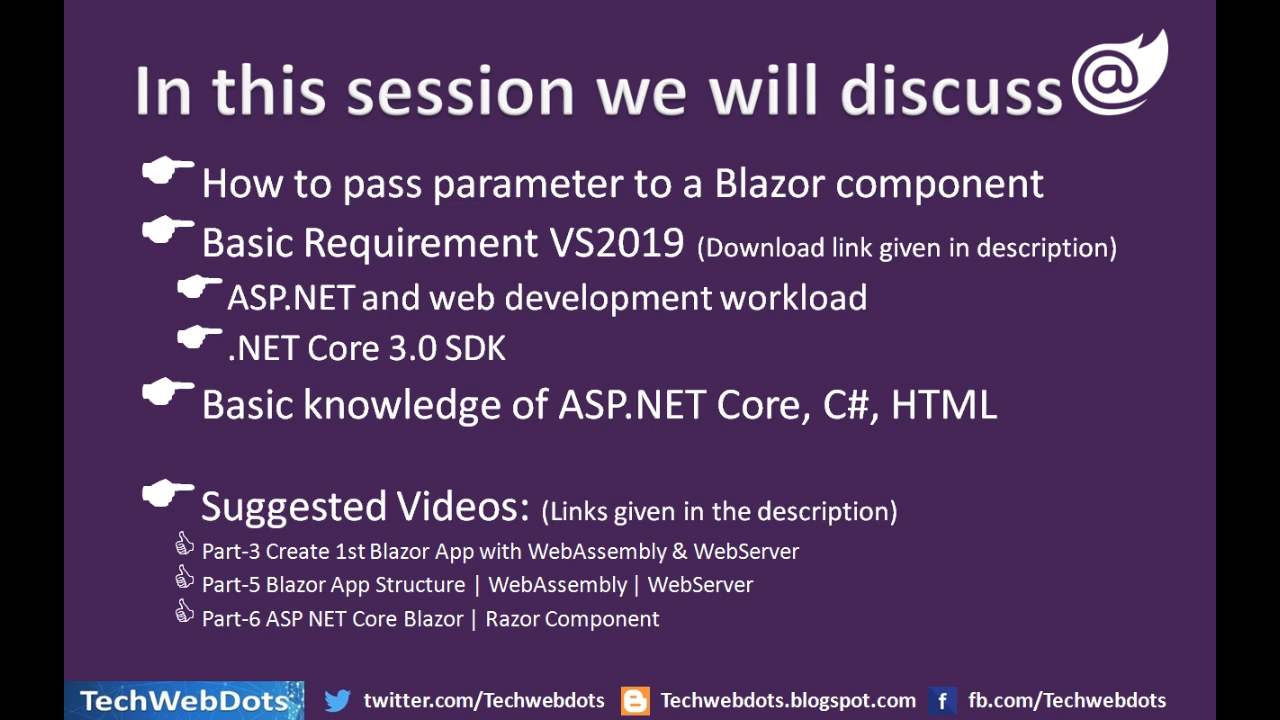 In this session we will discuss
How to pass parameter to a Blazor component
Basic Requirement VS2019 (Download link given in description)
ASP.NET and web development workload
.NET Core 3.0 SDK
Basic knowledge of ASP.NET Core, C#, HTML
Suggested Videos: (Links given in the description)
Part-3 Create 1st Blazor App with WebAssembly & WebServer
Part-5 Blazor App Structure | WebAssembly | WebServer
Part-6 ASP NET Core Blazor | Razor Component
TechWebDots twitter.com/Techwebdots Techwebdots.blogspot.com fb.com/Techwebdots